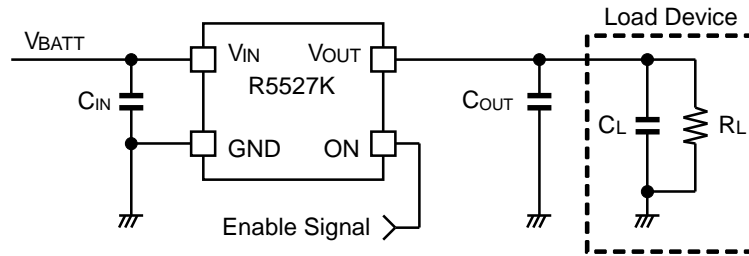 Load Device
VBATT
VIN
VOUT
R5527K
CIN
COUT
CL
RL
GND
ON
Enable Signal